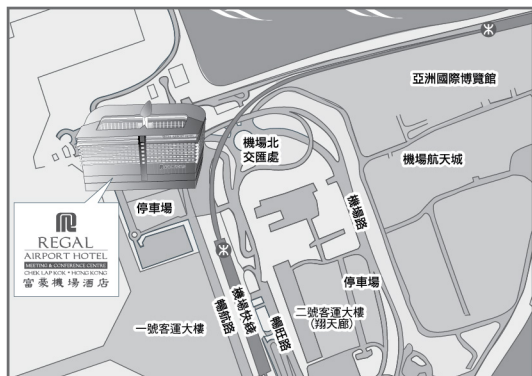 亞洲國際博覽館
機場北
交匯處
機場航天城
機場路
停車場
REGAL
AIRPORT HOTEL
MEETING & CONFERENCE CENTRE
CHEK LAP KOK • HONG KONG
富豪機場酒店
停車場
一號客運大樓
暢航路
機場快綫
暢旺路
二號客運大樓
(翔天廊)